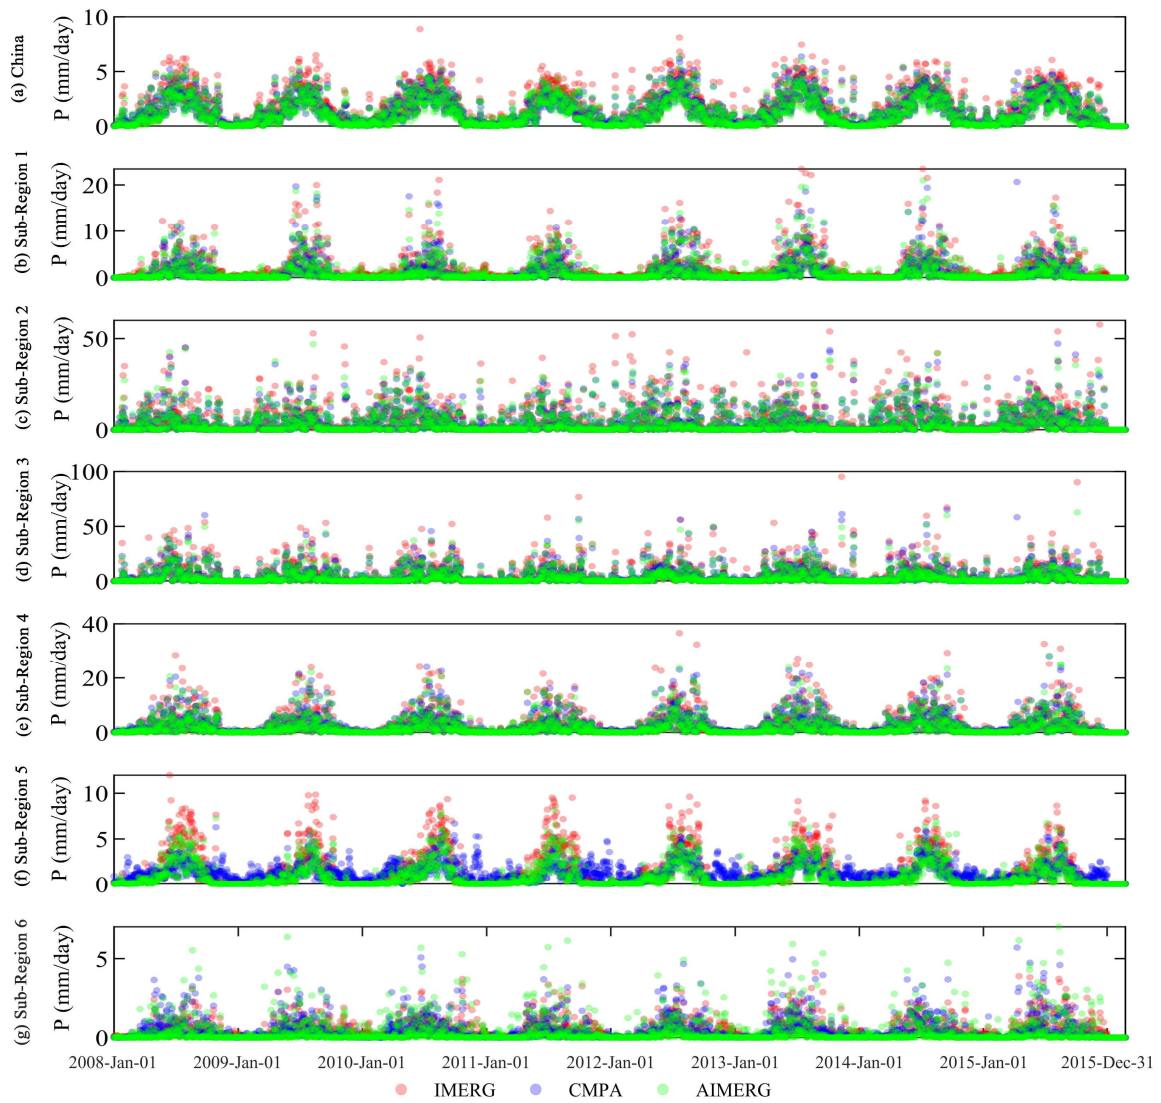 (a) China
P (mm/day)
10
5
0
(b) Sub-Region 1
P (mm/day)
20
10
0
(c) Sub-Region 2
P (mm/day)
50
0
(d) Sub-Region 3
P (mm/day)
100
50
0
(e) Sub-Region 4
P (mm/day)
40
20
0
(f) Sub-Region 5
P (mm/day)
10
5
0
(g) Sub-Region 6
P (mm/day)
5
0
2008-Jan-01 2009-Jan-01 2010-Jan-01 2011-Jan-01 2012-Jan-01 2013-Jan-01 2014-Jan-01 2015-Jan-01 2015-Dec-31
IMERG CMPA AIMERG